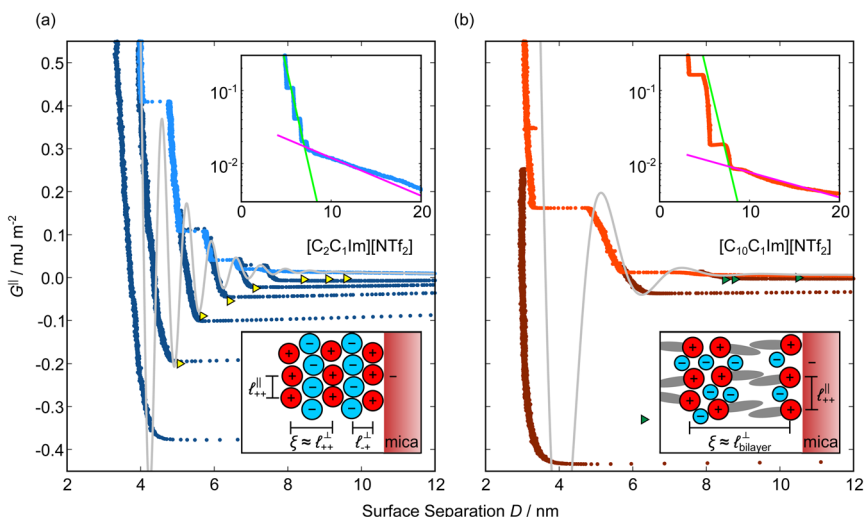 (a)
(b)
0.5
0.4
0.3
0.2
0.1
0.0
-0.1
-0.2
-0.3
-0.4
G^|| / mJ m^-2
10^-1
10^-2
0
10
20
[C2C1Im][NTf2]
10^-1
10^-2
0
10
20
[C10C1Im][NTf2]
ℓ++^||
ξ ≈ ℓ++^⊥
ℓ-+^⊥
mica
ξ ≈ ℓbilayer^⊥
ℓ++^||
mica
2 4 6 8 10 12
2 4 6 8 10 12
Surface Separation D / nm